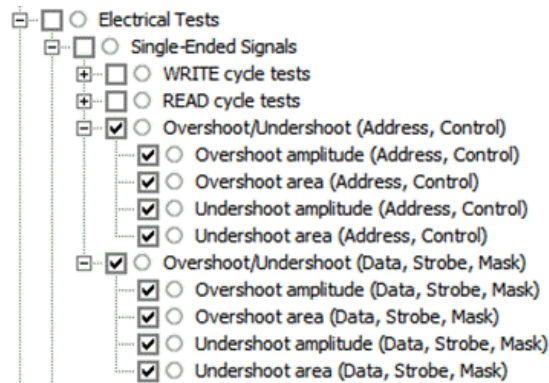 Electrical Tests
Single-Ended Signals
WRITE cycle tests
READ cycle tests
Overshoot/Undershoot (Address, Control)
Overshoot amplitude (Address, Control)
Overshoot area (Address, Control)
Undershoot amplitude (Address, Control)
Undershoot area (Address, Control)
Overshoot/Undershoot (Data, Strobe, Mask)
Overshoot amplitude (Data, Strobe, Mask)
Overshoot area (Data, Strobe, Mask)
Undershoot amplitude (Data, Strobe, Mask)
Undershoot area (Data, Strobe, Mask)